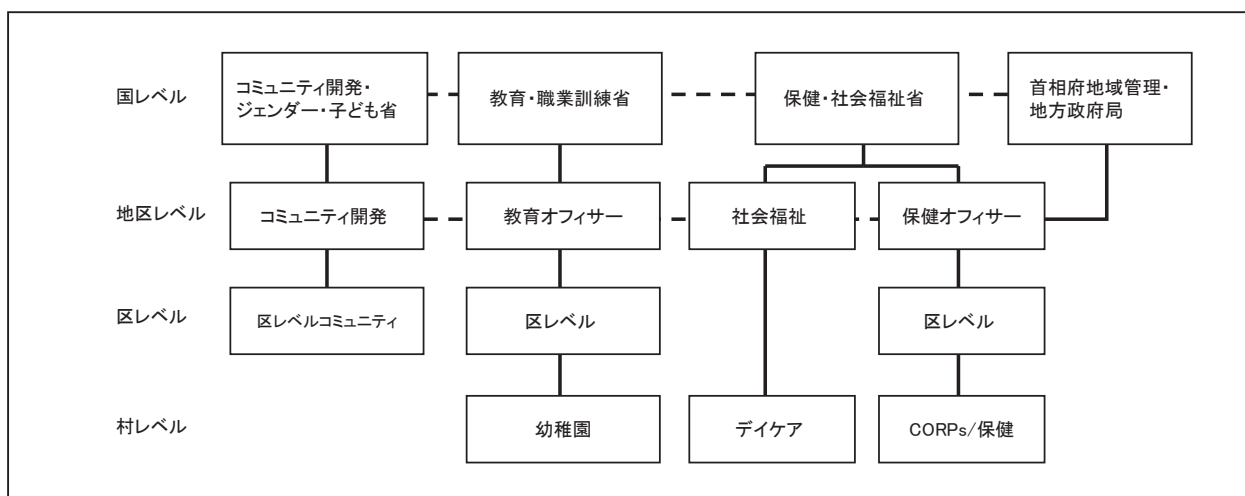 国レベル
コミュニティ開発・
ジェンダー・子ども省
教育・職業訓練省
保健・社会福祉省
首相府地域管理・
地方政府局
地区レベル
コミュニティ開発
教育オフィサー
社会福祉
保健オフィサー
区レベル
区レベルコミュニティ
区レベル
区レベル
村レベル
幼稚園
デイケア
CORPs/保健